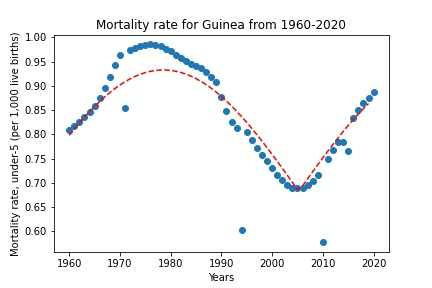 Mortality rate for Guinea from 1960-2020
Mortality rate, under-5 ((per 1,000 live births)
1.00
0.95
0.90
0.85
0.80
0.75
0.70
0.65
0.60
1960 1970 1980 1990 2000 2010 2020
Years